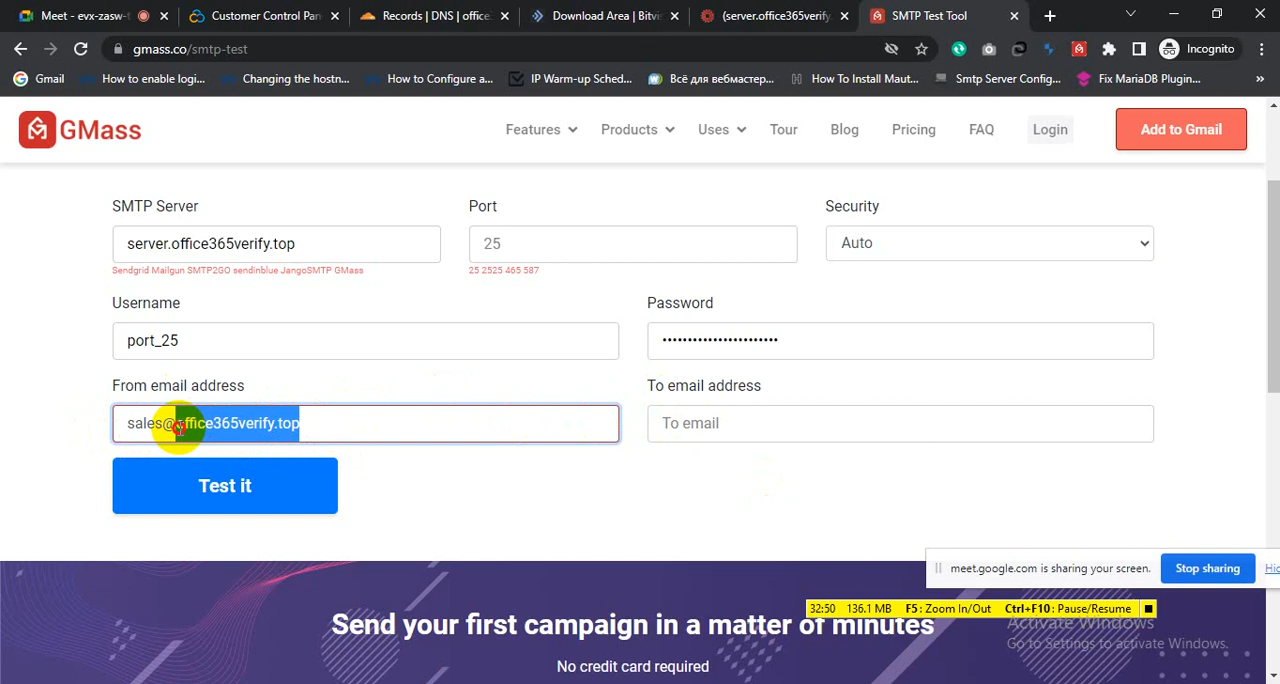 Meet - evx-zasw-t
Customer Control Pan
Records | DNS | office
Download Area | Bitvis
(server.office365verify.
SMTP Test Tool
gmass.co/smtp-test
Incognito
Gmail
How to enable logi...
Changing the hostn...
How to Configure a...
IP Warm-up Sched...
Всё для вебмастер...
How To Install Maut...
Smtp Server Config...
Fix MariaDB Plugin...
GMass
Features
Products
Uses
Tour
Blog
Pricing
FAQ
Login
Add to Gmail
SMTP Server
Port
Security
server.office365verify.top
25
Auto
Sendgrid Mailgun SMTP2GO sendinblue JangoSMTP GMass
25 2525 465 587
Username
Password
port_25
•••••••••••••••••••••••
From email address
To email address
sales@office365verify.top
To email
Test it
meet.google.com is sharing your screen.
Stop sharing
Hid
32:50 136.1 MB F5: Zoom In/Out Ctrl+F10: Pause/Resume
Send your first campaign in a matter of minutes
Activate Windows
Go to Settings to activate Windows.
No credit card required